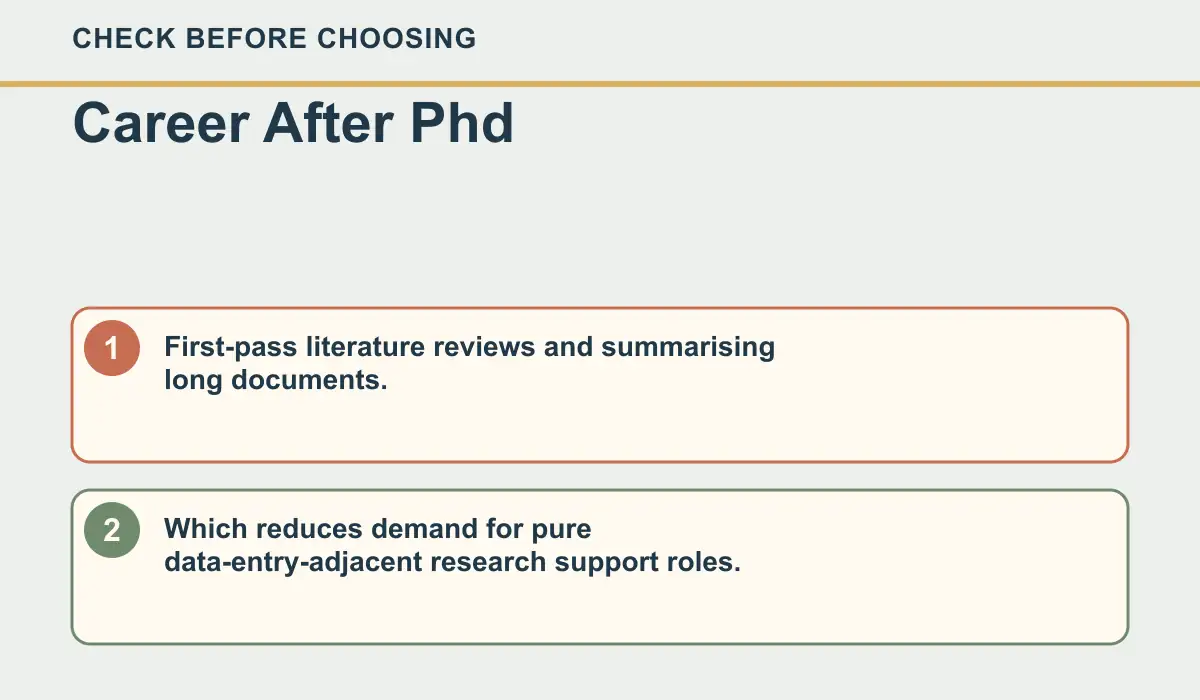 CHECK BEFORE CHOOSING
Career After Phd
1
First-pass literature reviews and summarising
long documents.
2
Which reduces demand for pure
data-entry-adjacent research support roles.